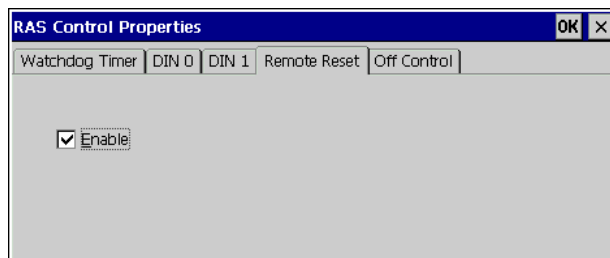 RAS Control Properties OK ×
Watchdog Timer DIN 0 DIN 1 Remote Reset Off Control
Enable